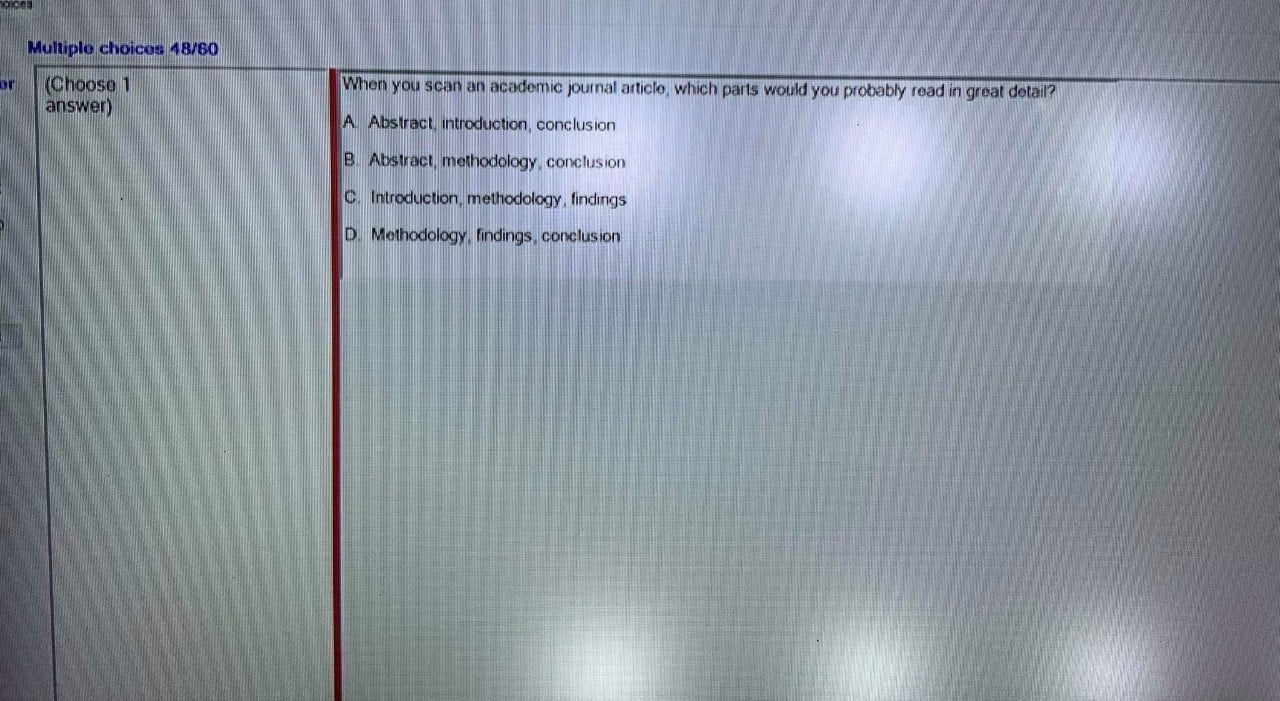 Multiple choices 48/60
or
(Choose 1
answer)
When you scan an academic journal article, which parts would you probably read in great detail?
A. Abstract, introduction, conclusion
B. Abstract, methodology, conclusion
C. Introduction, methodology, findings
D. Methodology, findings, conclusion